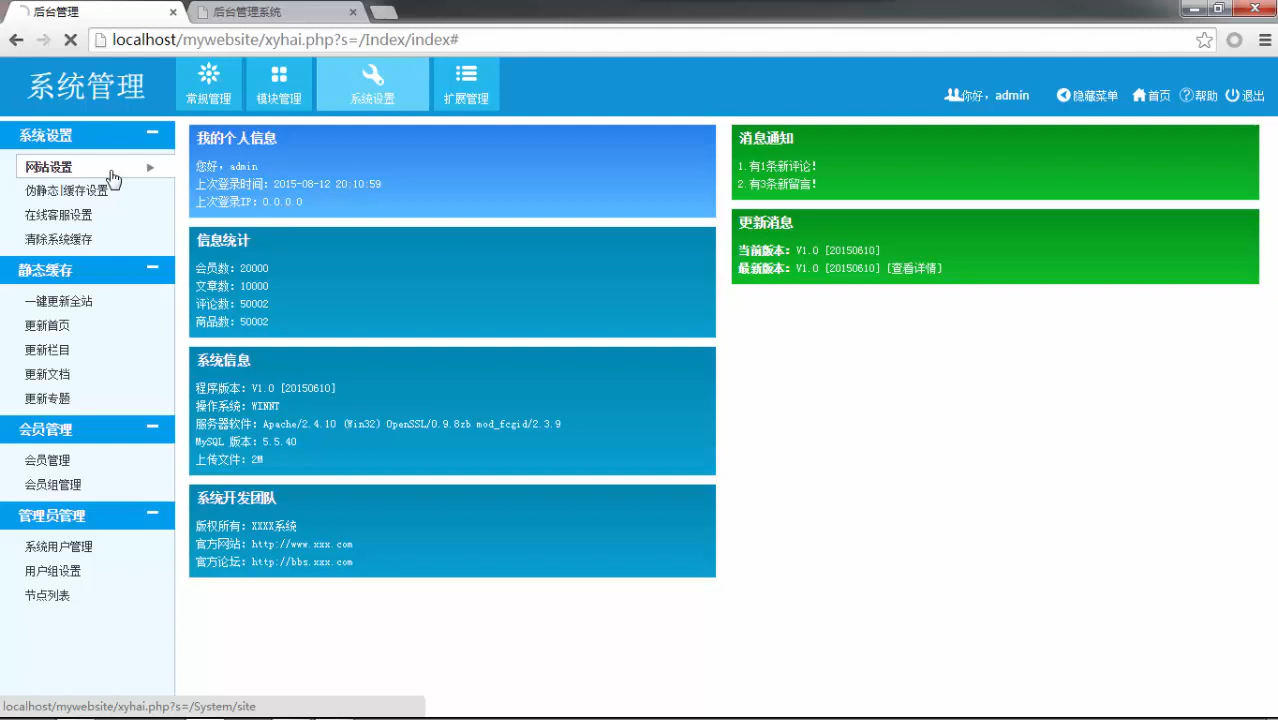 后台管理
后台管理系统
localhost/mywebsite/xyhai.php?s=/Index/index#
系统管理
常规管理
模块管理
系统设置
扩展管理
你好，admin
隐藏菜单
首页
帮助
退出
系统设置
网站设置
伪静态|缓存设置
在线客服设置
清除系统缓存
静态缓存
一键更新全站
更新首页
更新栏目
更新文档
更新专题
会员管理
会员管理
会员组管理
管理员管理
系统用户管理
用户组设置
节点列表
我的个人信息
您好，admin
上次登录时间：2015-08-12 20:10:59
上次登录IP：0.0.0.0
信息统计
会员数：20000
文章数：10000
评论数：50002
商品数：50002
系统信息
程序版本：V1.0 [20150610]
操作系统：WINNT
服务器软件：Apache/2.4.10 (Win32) OpenSSL/0.9.8zb mod_fcgid/2.3.9
MySQL 版本：5.5.40
上传文件：2M
系统开发团队
版权所有：XXXX系统
官方网站：http://www.xxx.com
官方论坛：http://bbs.xxx.com
消息通知
1.有1条新评论!
2.有3条新留言!
更新消息
当前版本：V1.0 [20150610]
最新版本：V1.0 [20150610] [查看详情]
localhost/mywebsite/xyhai.php?s=/System/site